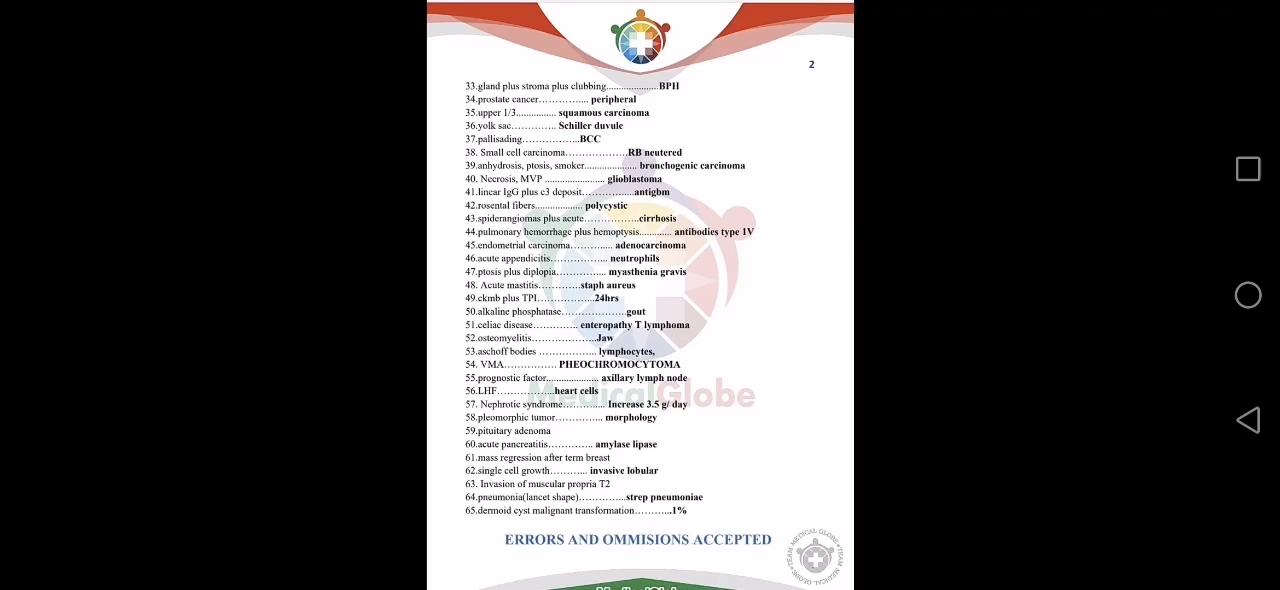 2
33.gland plus stroma plus clubbing.....................BPH
34.prostate cancer................ peripheral
35.upper 1/3................ squamous carcinoma
36.yolk sac............. Schiller duvule
37.pallisading..................BCC
38. Small cell carcinoma...................RB neutered
39.anhydrosis, ptosis, smoker..................... bronchogenic carcinoma
40. Necrosis, MVP ........................ glioblastoma
41.linear IgG plus c3 deposit................antigbm
42.rosental fibers................... polycystic
43.spiderangiomas plus acute.................cirrhosis
44.pulmonary hemorrhage plus hemoptysis............. antibodies type 1V
45.endometrial carcinoma.............. adenocarcinoma
46.acute appendicitis.................. neutrophils
47.ptosis plus diplopia............... myasthenia gravis
48. Acute mastitis............staph aureus
49.ckmb plus TPI..................24hrs
50.alkaline phosphatase...................gout
51.celiac disease............. enteropathy T lymphoma
52.osteomyelitis....................Jaw
53.aschoff bodies .................. lymphocytes,
54. VMA................ PHEOCHROMOCYTOMA
55.prognostic factor..................... axillary lymph node
56.LHF..................heart cells
57. Nephrotic syndrome............. Increase 3.5 g/ day
58.pleomorphic tumor............... morphology
59.pituitary adenoma
60.acute pancreatitis............. amylase lipase
61.mass regression after term breast
62.single cell growth............ invasive lobular
63. Invasion of muscular propria T2
64.pneumonia(lancet shape)...............strep pneumoniae
65.dermoid cyst malignant transformation............1%
MedicalGlobe
ERRORS AND OMMISIONS ACCEPTED
TEAM MEDICAL GLOBE TEAM MEDICAL GLOBE